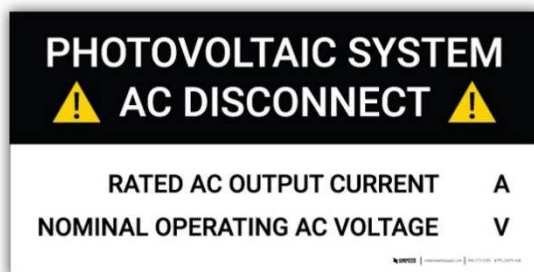 PHOTOVOLTAIC SYSTEM
AC DISCONNECT
RATED AC OUTPUT CURRENT A
NOMINAL OPERATING AC VOLTAGE V